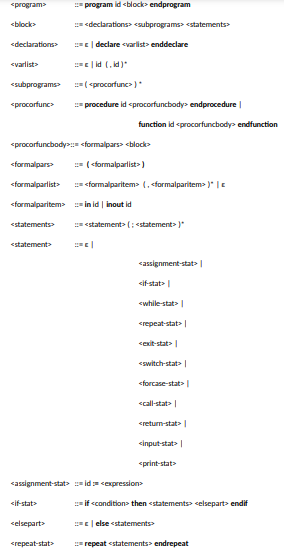 <program> ::= program id <block> endprogram
<block> ::= <declarations> <subprograms> <statements>
<declarations> ::= ε | declare <varlist> enddeclare
<varlist> ::= ε | id ( , id )*
<subprograms> ::= ( <procorfunc> ) *
<procorfunc> ::= procedure id <procorfuncbody> endprocedure |
function id <procorfuncbody> endfunction
<procorfuncbody>::= <formalpars> <block>
<formalpars> ::= ( <formalparlist> )
<formalparlist> ::= <formalparitem> ( , <formalparitem> )* | ε
<formalparitem> ::= in id | inout id
<statements> ::= <statement> ( ; <statement> )*
<statement> ::= ε |
<assignment-stat> |
<if-stat> |
<while-stat> |
<repeat-stat> |
<exit-stat> |
<switch-stat> |
<forcase-stat> |
<call-stat> |
<return-stat> |
<input-stat> |
<print-stat>
<assignment-stat> ::= id := <expression>
<if-stat> ::= if <condition> then <statements> <elsepart> endif
<elsepart> ::= ε | else <statements>
<repeat-stat> ::= repeat <statements> endrepeat